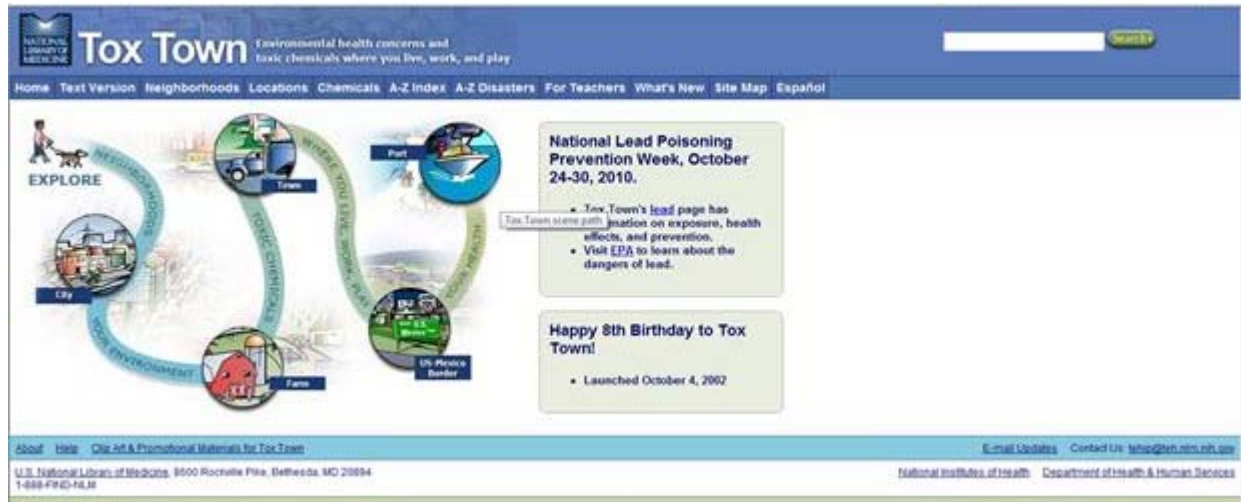 NATIONAL
LIBRARY OF
MEDICINE
Tox Town
Environmental health concerns and
toxic chemicals where you live, work, and play
Search
Home Text Version Neighborhoods Locations Chemicals A-Z Index A-Z Disasters For Teachers What's New Site Map Español
EXPLORE
NEIGHBORHOODS
City
YOUR ENVIRONMENT
Farm
TOXIC CHEMICALS
Town
WHERE YOU LIVE, WORK, PLAY
US-Mexico
Border
YOUR HEALTH
Port
Tox Town scene path
National Lead Poisoning
Prevention Week, October
24-30, 2010.
• Tox Town's lead page has
mation on exposure, health
effects, and prevention.
• Visit EPA to learn about the
dangers of lead.
Happy 8th Birthday to Tox
Town!
• Launched October 4, 2002
About Help Clip Art & Promotional Materials for Tox Town
E-mail Updates Contact Us: tehip@teh.nlm.nih.gov
U.S. National Library of Medicine, 8600 Rockville Pike, Bethesda, MD 20894
1-888-FIND-NLM
National Institutes of Health Department of Health & Human Services